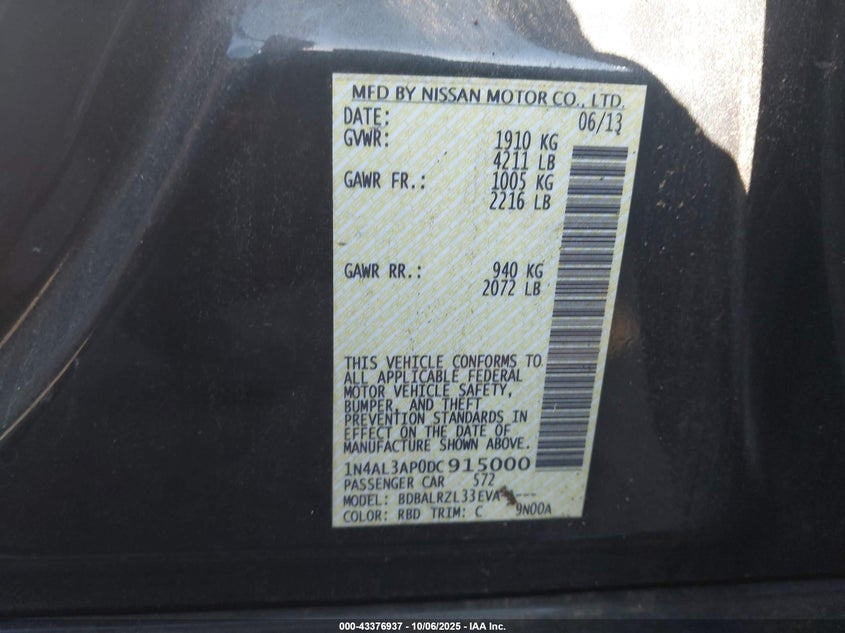 MFD BY NISSAN MOTOR CO., LTD.
DATE: 06/13
GVWR: 1910 KG
4211 LB
GAWR FR.: 1005 KG
2216 LB
GAWR RR.: 940 KG
2072 LB
THIS VEHICLE CONFORMS TO
ALL APPLICABLE FEDERAL
MOTOR VEHICLE SAFETY,
BUMPER, AND THEFT
PREVENTION STANDARDS IN
EFFECT ON THE DATE OF
MANUFACTURE SHOWN ABOVE.
1N4AL3AP0DC915000
PASSENGER CAR 572
MODEL: BDBALRZL33EVA
COLOR: RBD TRIM: C 9N00A
000-43376937 - 10/06/2025 - IAA Inc.